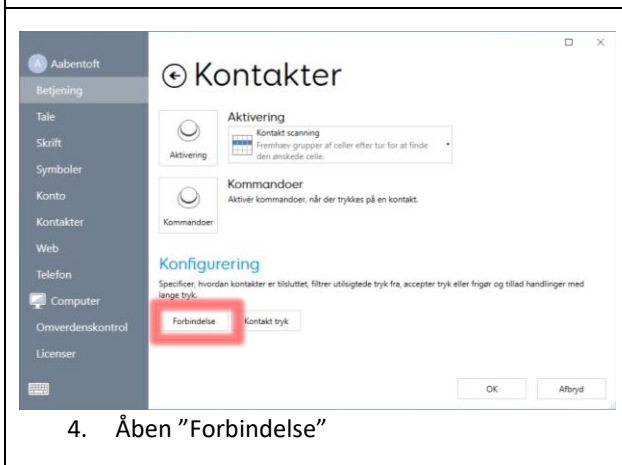 A Aabentoft
Betjening
Tale
Skrift
Symboler
Konto
Kontakter
Web
Telefon
Computer
Omverdenskontrol
Licenser
Kontakter
Aktivering
Aktivering
Kontakt scanning
Fremhæv grupper af celler efter tur for at finde
den ønskede celle.
Kommandoer
Kommandoer
Aktivér kommandoer, når der trykkes på en kontakt.
Konfigurering
Specificer, hvordan kontakter er tilsluttet, filtrer utilsigtede tryk fra, accepter tryk eller frigør og tillad handlinger med
lange tryk.
Forbindelse Kontakt tryk
OK Afbryd
4. Åben ”Forbindelse”